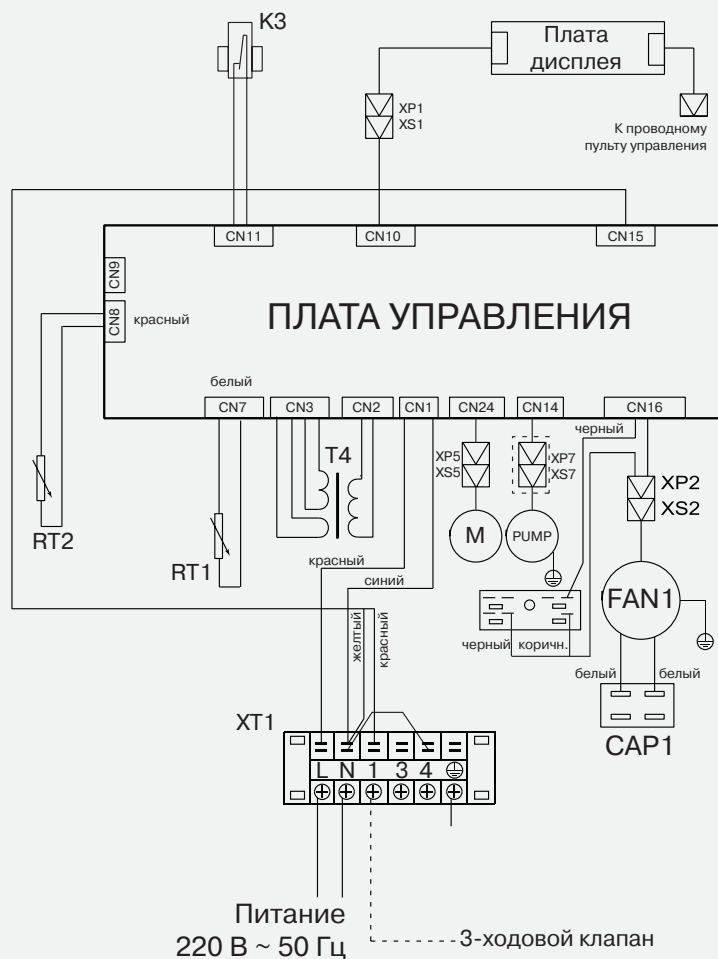 K3
Плата
дисплея
XP1
XS1
К проводному
пульту управления
CN11
CN10
CN15
CN9
CN8
красный
ПЛАТА УПРАВЛЕНИЯ
белый
CN7
CN3
CN2
CN1
CN24
CN14
CN16
черный
T4
XP5
XS5
XP7
XS7
XP2
XS2
RT2
RT1
M
PUMP
красный
синий
FAN1
желтый
красный
черный
коричн.
белый
белый
XT1
CAP1
L N 1 3 4
Питание
220 В ~ 50 Гц
3-ходовой клапан